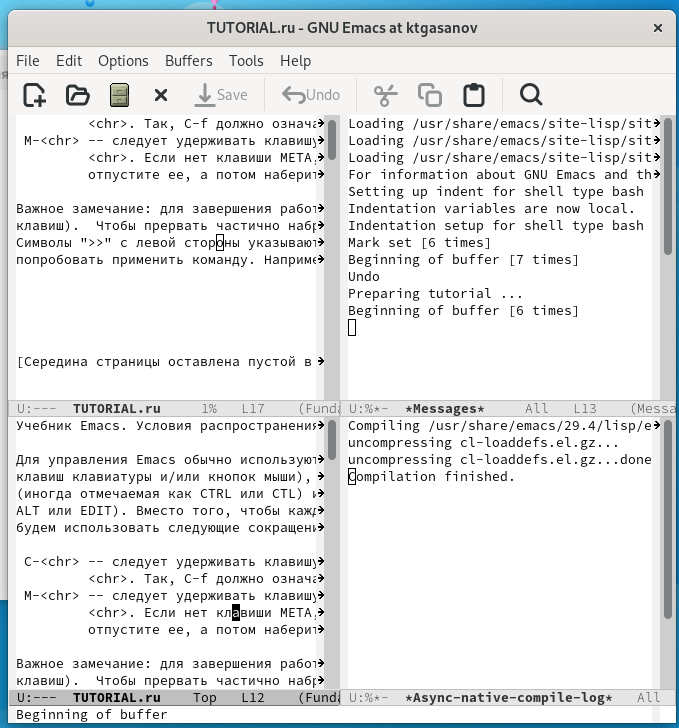 TUTORIAL.ru - GNU Emacs at ktgasanov
File Edit Options Buffers Tools Help
Save Undo
<chr>. Так, C-f должно означа
M-<chr> -- следует удерживать клавишу
<chr>. Если нет клавиши META,
отпустите ее, а потом наберит
Важное замечание: для завершения работ
клавиш). Чтобы прервать частично набр
Символы ">>" с левой стороны указывают
попробовать применить команду. Наприме
[Середина страницы оставлена пустой в
U:--- TUTORIAL.ru 1% L17 (Funda
Loading /usr/share/emacs/site-lisp/sit
Loading /usr/share/emacs/site-lisp/sit
Loading /usr/share/emacs/site-lisp/sit
For information about GNU Emacs and th
Setting up indent for shell type bash
Indentation variables are now local.
Indentation setup for shell type bash
Mark set [6 times]
Beginning of buffer [7 times]
Undo
Preparing tutorial ...
Beginning of buffer [6 times]
U:%*- *Messages* All L13 (Messa
Учебник Emacs. Условия распространения
Для управления Emacs обычно используют
клавиш клавиатуры и/или кнопок мыши),
(иногда отмечаемая как CTRL или CTL) и
ALT или EDIT). Вместо того, чтобы кажд
будем использовать следующие сокращени
C-<chr> -- следует удерживать клавишу
<chr>. Так, C-f должно означа
M-<chr> -- следует удерживать клавишу
<chr>. Если нет клавиши META,
отпустите ее, а потом наберит
Важное замечание: для завершения работ
клавиш). Чтобы прервать частично набр
U:--- TUTORIAL.ru Top L12 (Funda
Compiling /usr/share/emacs/29.4/lisp/e
uncompressing cl-loaddefs.el.gz...
uncompressing cl-loaddefs.el.gz...done
Compilation finished.
U:%*- *Async-native-compile-log* All
Beginning of buffer